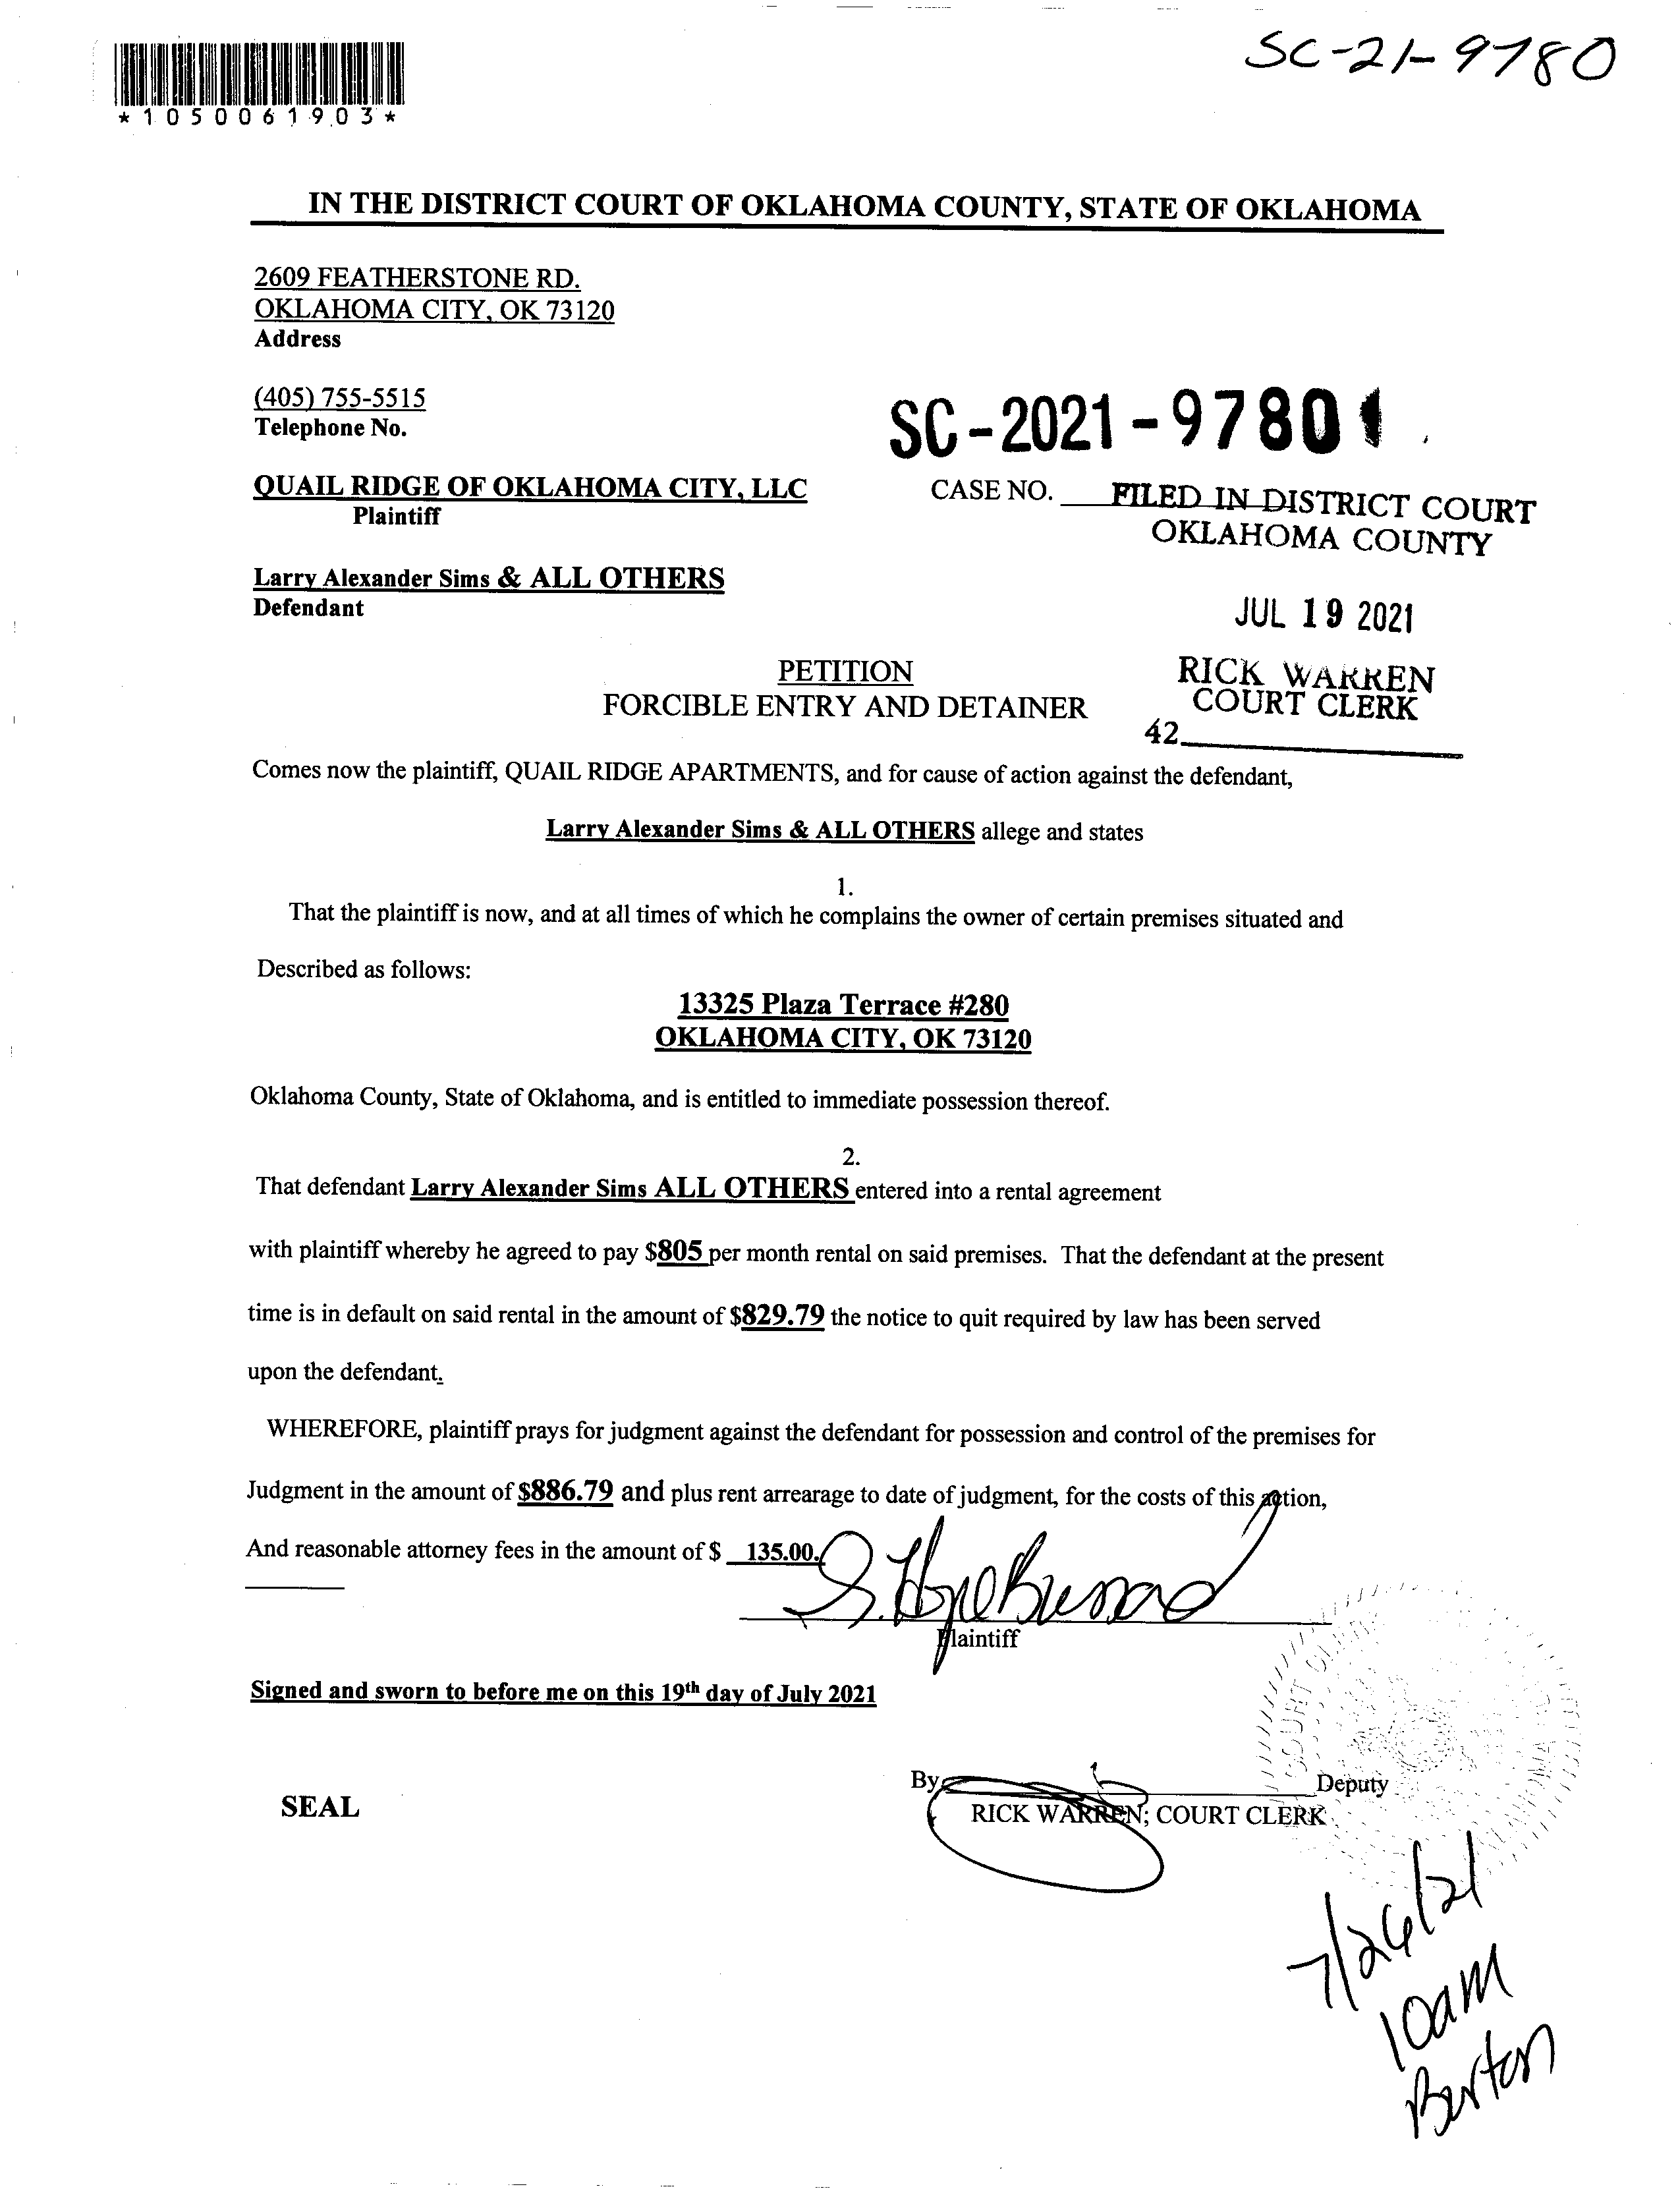 SC-21-9780
*1050061903*
IN THE DISTRICT COURT OF OKLAHOMA COUNTY, STATE OF OKLAHOMA
2609 FEATHERSTONE RD.
OKLAHOMA CITY, OK 73120
Address
(405) 755-5515
Telephone No.
SC-2021-9780
QUAIL RIDGE OF OKLAHOMA CITY, LLC
Plaintiff
CASE NO.
FILED IN DISTRICT COURT
OKLAHOMA COUNTY
Larry Alexander Sims & ALL OTHERS
Defendant
JUL 19 2021
RICK WARREN
COURT CLERK
42
PETITION
FORCIBLE ENTRY AND DETAINER
Comes now the plaintiff, QUAIL RIDGE APARTMENTS, and for cause of action against the defendant,
Larry Alexander Sims & ALL OTHERS allege and states
1.
That the plaintiff is now, and at all times of which he complains the owner of certain premises situated and
Described as follows:
13325 Plaza Terrace #280
OKLAHOMA CITY, OK 73120
Oklahoma County, State of Oklahoma, and is entitled to immediate possession thereof.
2.
That defendant Larry Alexander Sims ALL OTHERS entered into a rental agreement
with plaintiff whereby he agreed to pay $805 per month rental on said premises. That the defendant at the present
time is in default on said rental in the amount of $829.79 the notice to quit required by law has been served
upon the defendant.
WHEREFORE, plaintiff prays for judgment against the defendant for possession and control of the premises for
Judgment in the amount of $886.79 and plus rent arrearage to date of judgment, for the costs of this action,
And reasonable attorney fees in the amount of $ 135.00.
Plaintiff
Signed and sworn to before me on this 19th day of July 2021
SEAL
By Deputy
RICK WARREN; COURT CLERK
COURT
7/26/21
10am
Burton